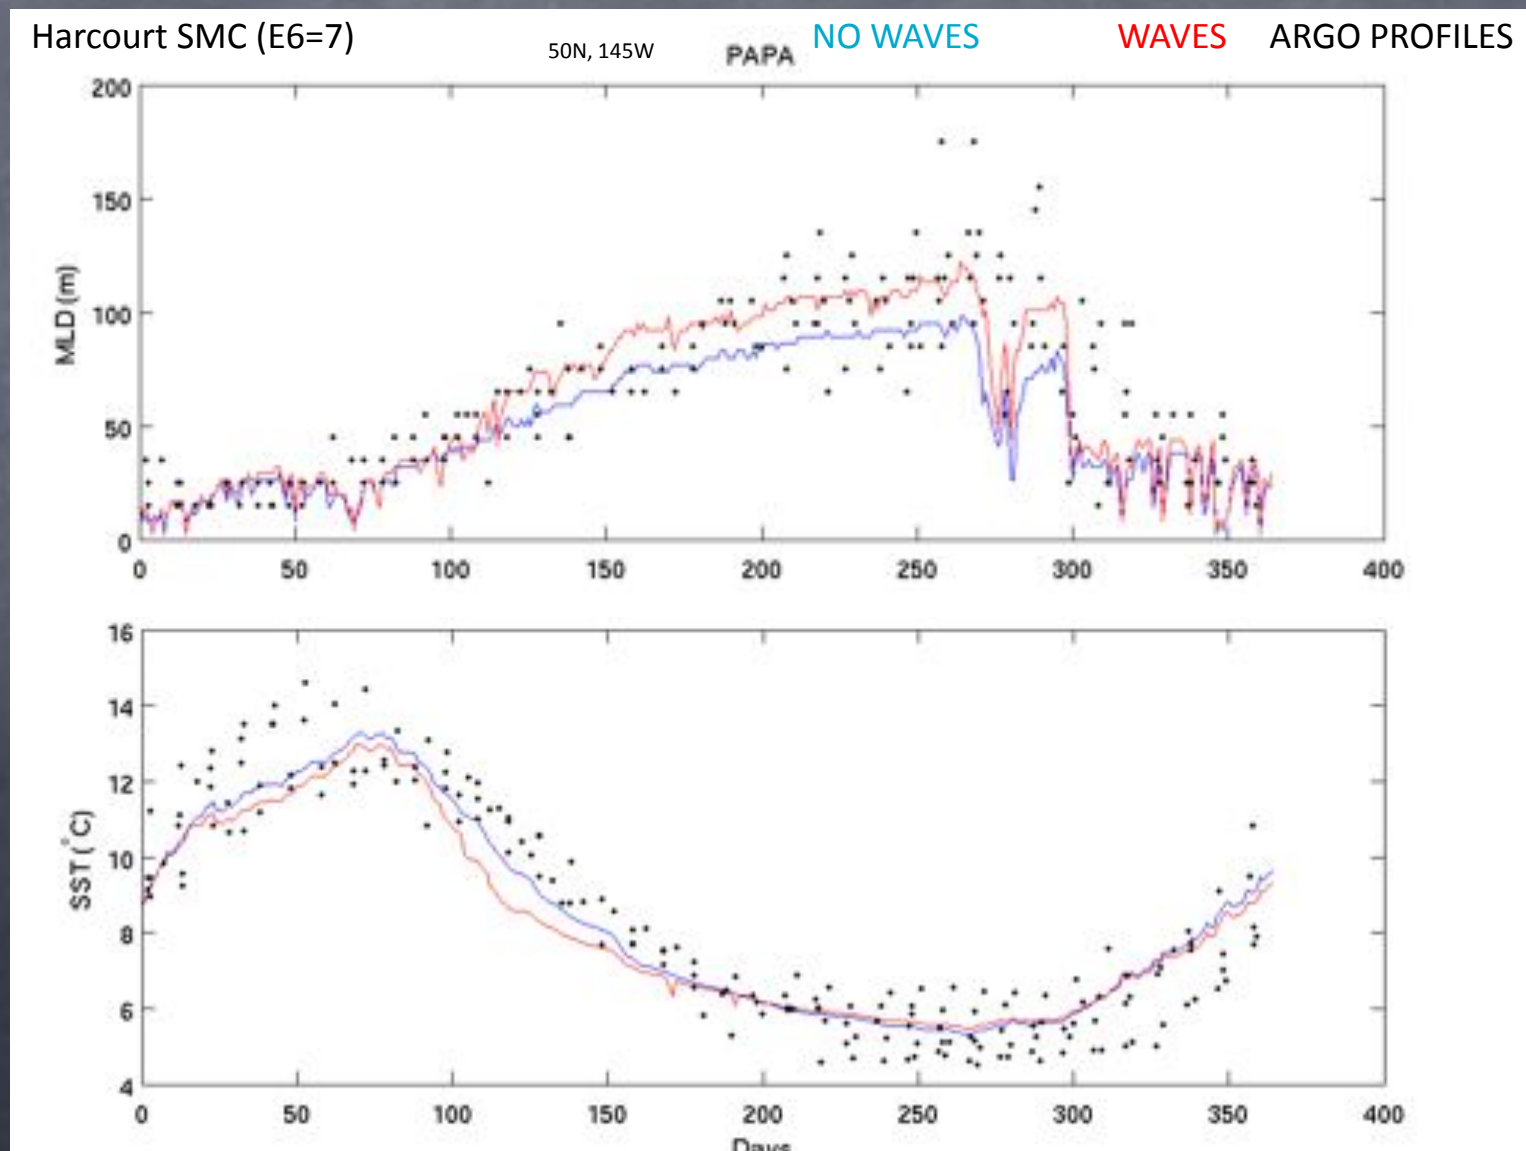 Harcourt SMC (E6=7)
50N, 145W
PAPA
NO WAVES
WAVES
ARGO PROFILES
200
150
100
50
0
MLD (m)
0 50 100 150 200 250 300 350 400
16
14
12
10
8
6
4
SST (°C)
0 50 100 150 200 250 300 350 400
Days